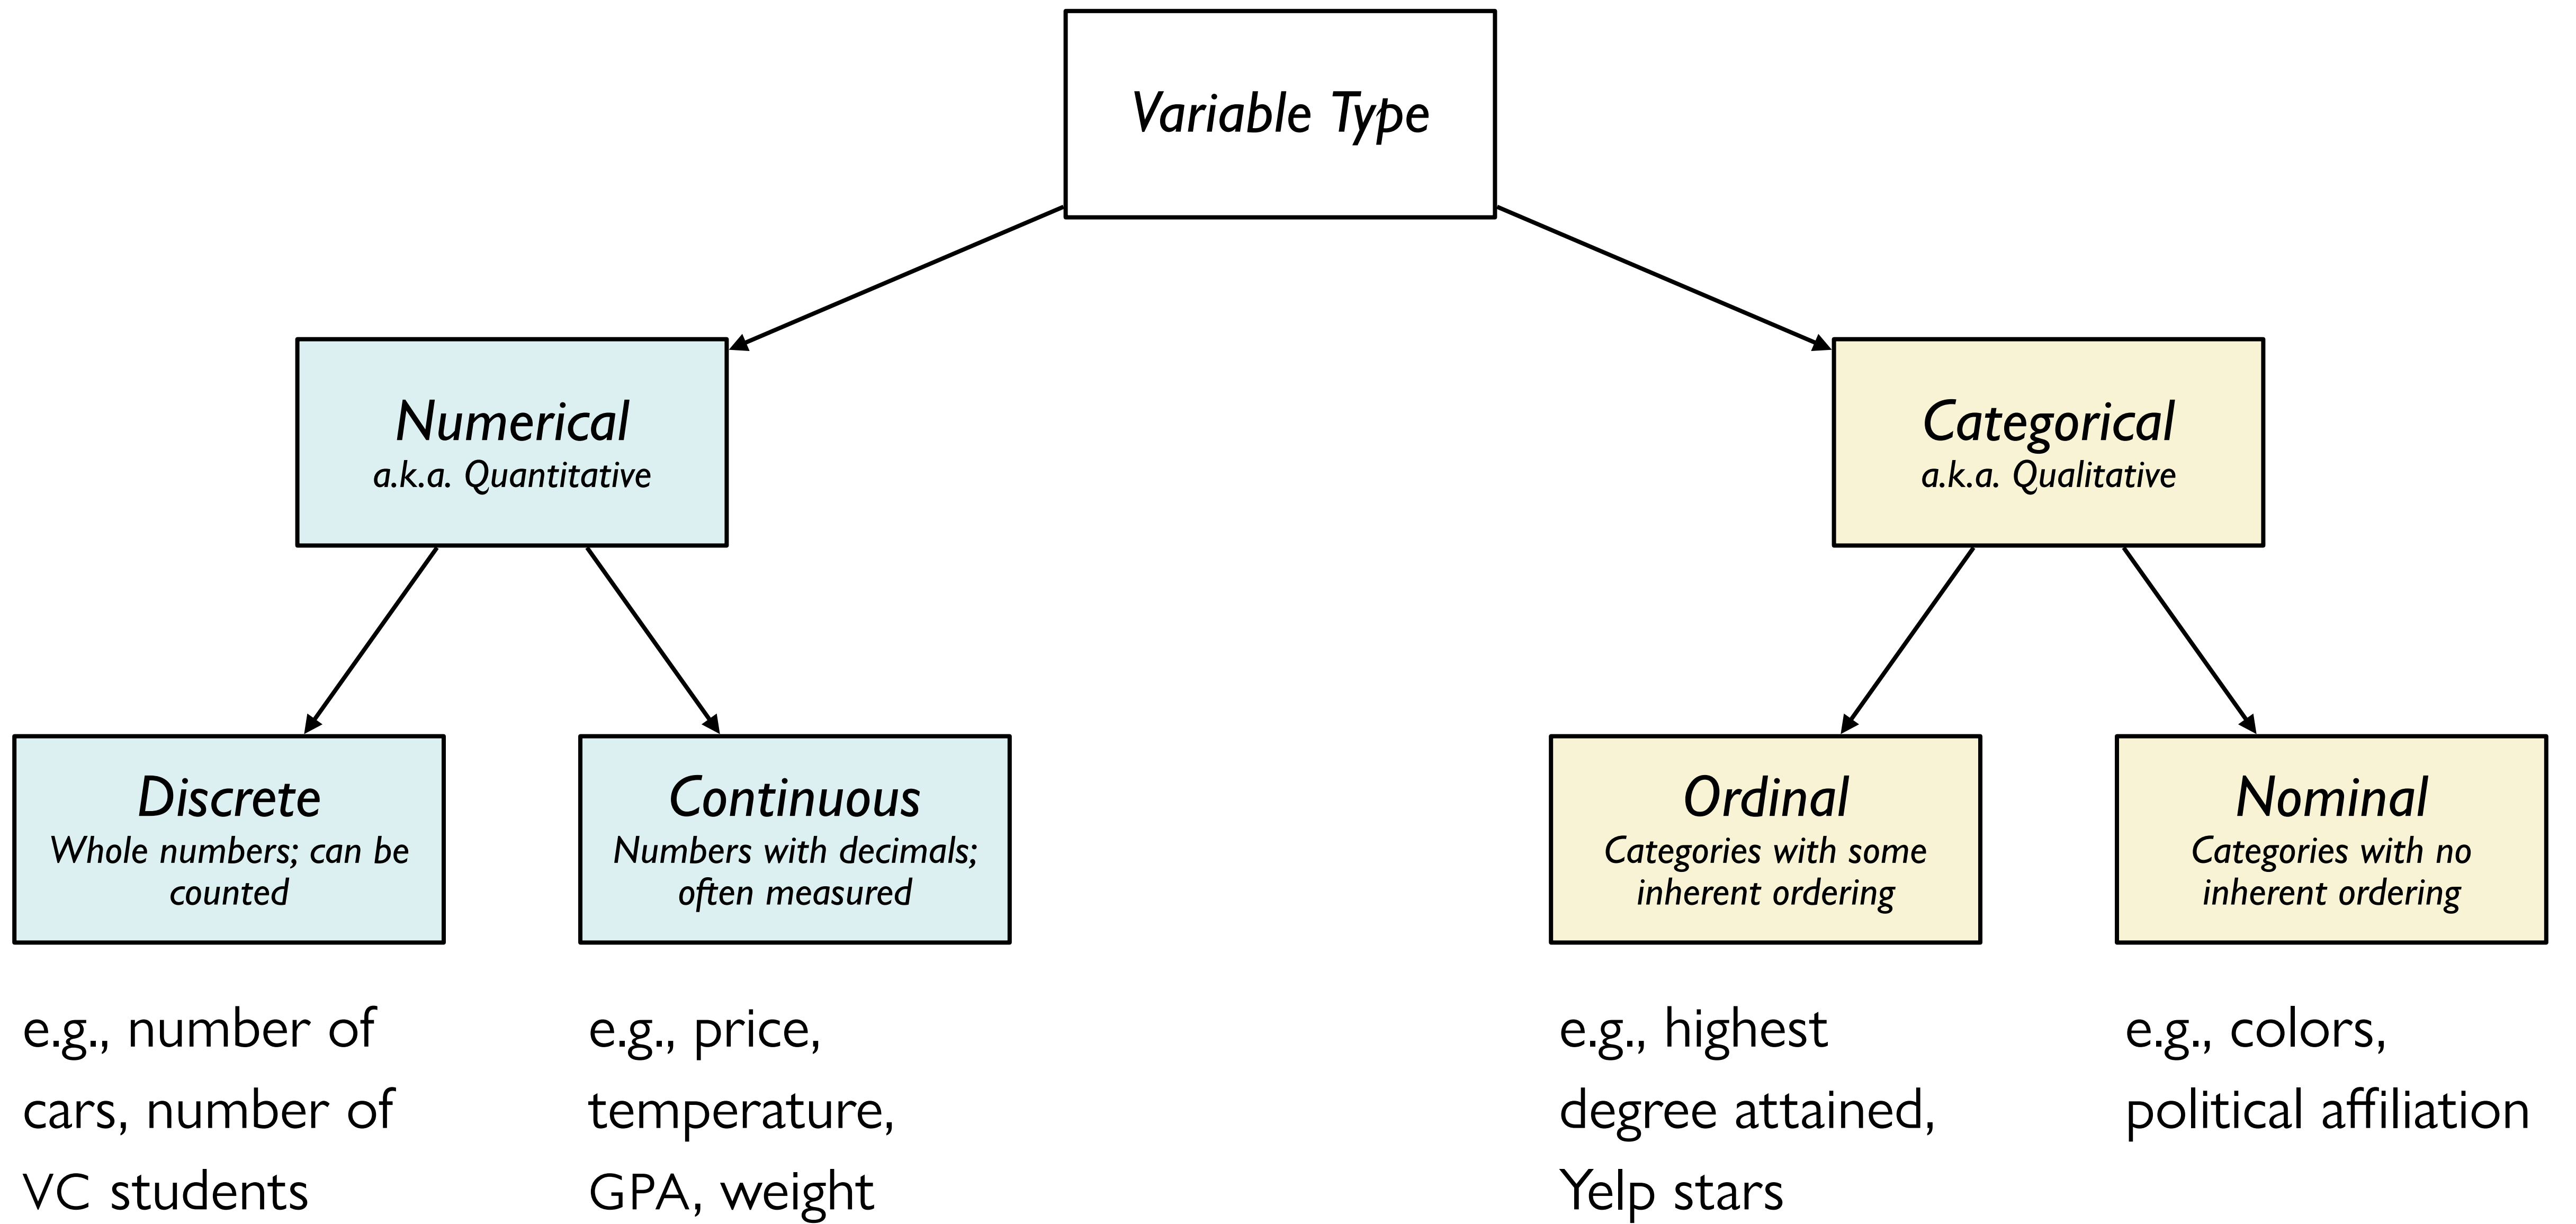 Variable Type
Numerical
a.k.a. Quantitative
Categorical
a.k.a. Qualitative
Discrete
Whole numbers; can be
counted
Continuous
Numbers with decimals;
often measured
Ordinal
Categories with some
inherent ordering
Nominal
Categories with no
inherent ordering
e.g., number of
cars, number of
VC students
e.g., price,
temperature,
GPA, weight
e.g., highest
degree attained,
Yelp stars
e.g., colors,
political affiliation